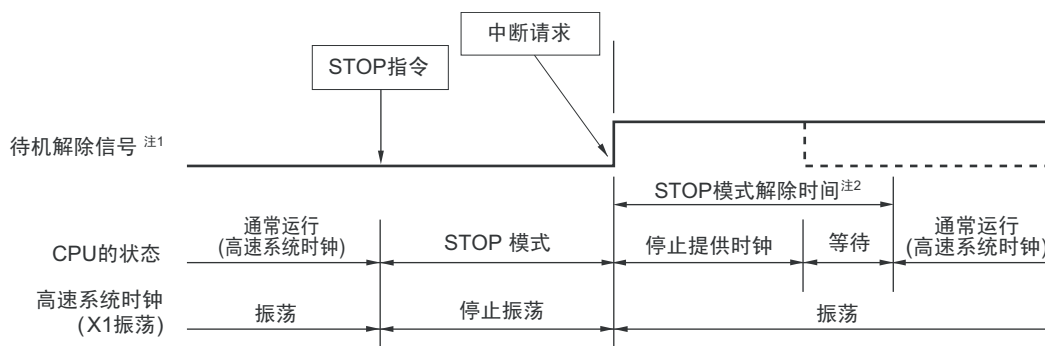 中断请求
STOP指令
待机解除信号 注1
STOP模式解除时间注2
CPU的状态
通常运行
(高速系统时钟)
STOP 模式
停止提供时钟
等待
通常运行
(高速系统时钟)
高速系统时钟
(X1振荡)
振荡
停止振荡
振荡